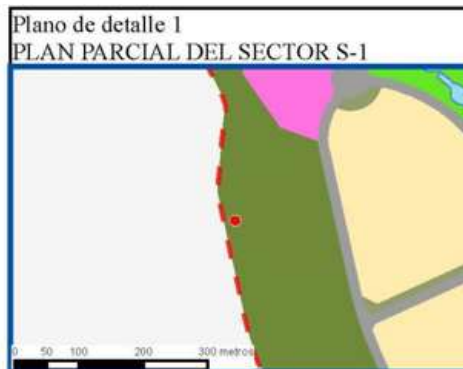 Plano de detalle 1
PLAN PARCIAL DEL SECTOR S-1
0 50 100 200 300 metros